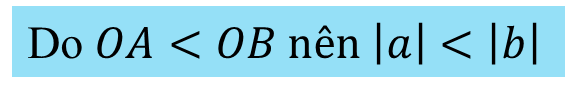 Do 𝑂𝐴 < 𝑂𝐵 nên |𝑎| < |𝑏|